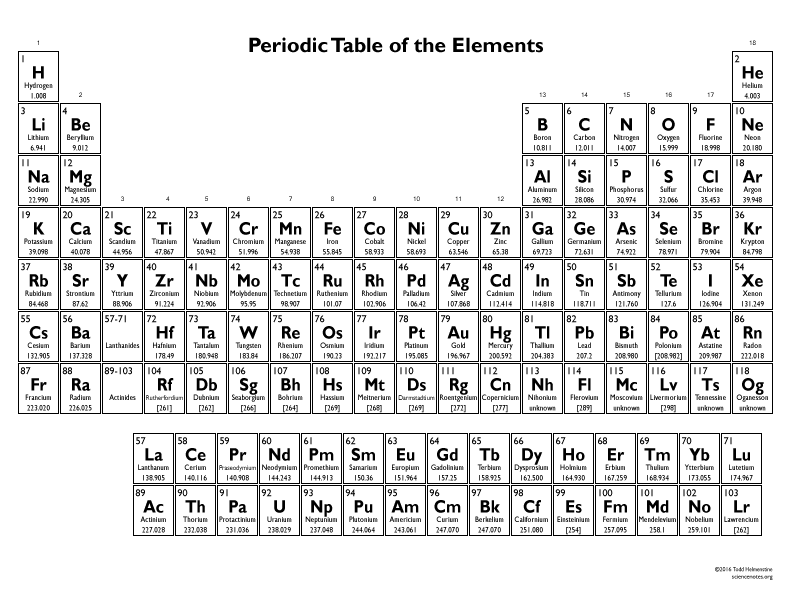 Periodic Table of the Elements
1 18
1 2
H He
Hydrogen Helium
1.008 2 13 14 15 16 17 4.003
3 4 5 6 7 8 9 10
Li Be B C N O F Ne
Lithium Beryllium Boron Carbon Nitrogen Oxygen Fluorine Neon
6.941 9.012 10.811 12.011 14.007 15.999 18.998 20.180
11 12 13 14 15 16 17 18
Na Mg Al Si P S Cl Ar
Sodium Magnesium Aluminum Silicon Phosphorus Sulfur Chlorine Argon
22.990 24.305 3 4 5 6 7 8 9 10 11 12 26.982 28.086 30.974 32.066 35.453 39.948
19 20 21 22 23 24 25 26 27 28 29 30 31 32 33 34 35 36
K Ca Sc Ti V Cr Mn Fe Co Ni Cu Zn Ga Ge As Se Br Kr
Potassium Calcium Scandium Titanium Vanadium Chromium Manganese Iron Cobalt Nickel Copper Zinc Gallium Germanium Arsenic Selenium Bromine Krypton
39.098 40.078 44.956 47.867 50.942 51.996 54.938 55.845 58.933 58.693 63.546 65.38 69.723 72.631 74.922 78.971 79.904 84.798
37 38 39 40 41 42 43 44 45 46 47 48 49 50 51 52 53 54
Rb Sr Y Zr Nb Mo Tc Ru Rh Pd Ag Cd In Sn Sb Te I Xe
Rubidium Strontium Yttrium Zirconium Niobium Molybdenum Technetium Ruthenium Rhodium Palladium Silver Cadmium Indium Tin Antimony Tellurium Iodine Xenon
84.468 87.62 88.906 91.224 92.906 95.95 98.907 101.07 102.906 106.42 107.868 112.414 114.818 118.711 121.760 127.6 126.904 131.249
55 56 57-71 72 73 74 75 76 77 78 79 80 81 82 83 84 85 86
Cs Ba Hf Ta W Re Os Ir Pt Au Hg Tl Pb Bi Po At Rn
Cesium Barium Lanthanides Hafnium Tantalum Tungsten Rhenium Osmium Iridium Platinum Gold Mercury Thallium Lead Bismuth Polonium Astatine Radon
132.905 137.328 178.49 180.948 183.84 186.207 190.23 192.217 195.085 196.967 200.592 204.383 207.2 208.980 [208.982] 209.987 222.018
87 88 89-103 104 105 106 107 108 109 110 111 112 113 114 115 116 117 118
Fr Ra Rf Db Sg Bh Hs Mt Ds Rg Cn Nh Fl Mc Lv Ts Og
Francium Radium Actinides Rutherfordium Dubnium Seaborgium Bohrium Hassium Meitnerium Darmstadtium Roentgenium Copernicium Nihonium Flerovium Moscovium Livermorium Tennessine Oganesson
223.020 226.025 [261] [262] [266] [264] [269] [268] [269] [272] [277] unknown [289] unknown [298] unknown unknown
57 58 59 60 61 62 63 64 65 66 67 68 69 70 71
La Ce Pr Nd Pm Sm Eu Gd Tb Dy Ho Er Tm Yb Lu
Lanthanum Cerium Praseodymium Neodymium Promethium Samarium Europium Gadolinium Terbium Dysprosium Holmium Erbium Thulium Ytterbium Lutetium
138.905 140.116 140.908 144.243 144.913 150.36 151.964 157.25 158.925 162.500 164.930 167.259 168.934 173.055 174.967
89 90 91 92 93 94 95 96 97 98 99 100 101 102 103
Ac Th Pa U Np Pu Am Cm Bk Cf Es Fm Md No Lr
Actinium Thorium Protactinium Uranium Neptunium Plutonium Americium Curium Berkelium Californium Einsteinium Fermium Mendelevium Nobelium Lawrencium
227.028 232.038 231.036 238.029 237.048 244.064 243.061 247.070 247.070 251.080 [254] 257.095 258.1 259.101 [262]
©2016 Todd Helmenstine
sciencenotes.org